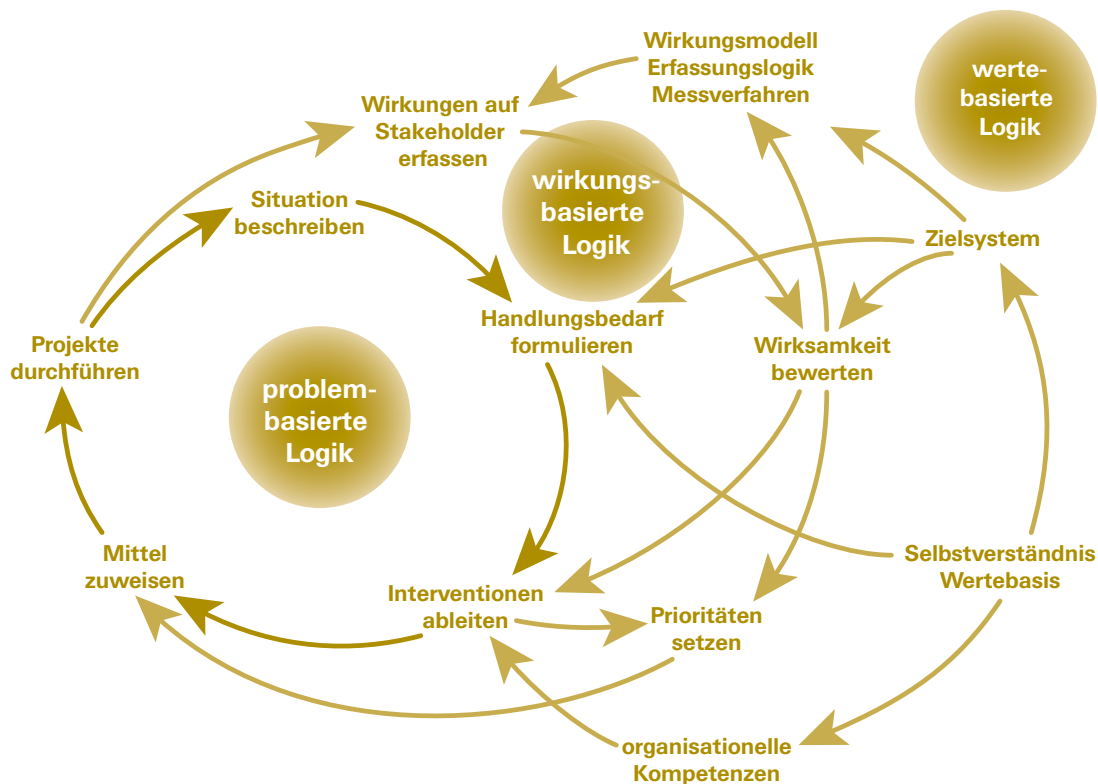 Wirkungsmodell
Erfassungslogik
Messverfahren
werte-
basierte
Logik
Wirkungen auf
Stakeholder
erfassen
wirkungs-
basierte
Logik
Situation
beschreiben
Zielsystem
Handlungsbedarf
formulieren
Projekte
durchführen
Wirksamkeit
bewerten
problem-
basierte
Logik
Mittel
zuweisen
Selbstverständnis
Wertebasis
Interventionen
ableiten
Prioritäten
setzen
organisationelle
Kompetenzen